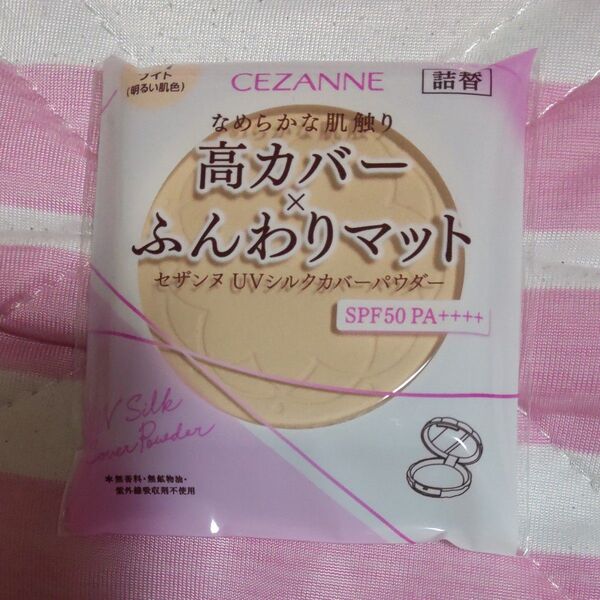 イト
(明るい肌色)
CEZANNE
詰替
なめらかな肌触り
高カバー
×
ふんわりマット
セザンヌ UVシルクカバーパウダー
SPF50 PA++++
V Silk
Cover Powder
*無香料・無鉱物油・
紫外線吸収剤不使用